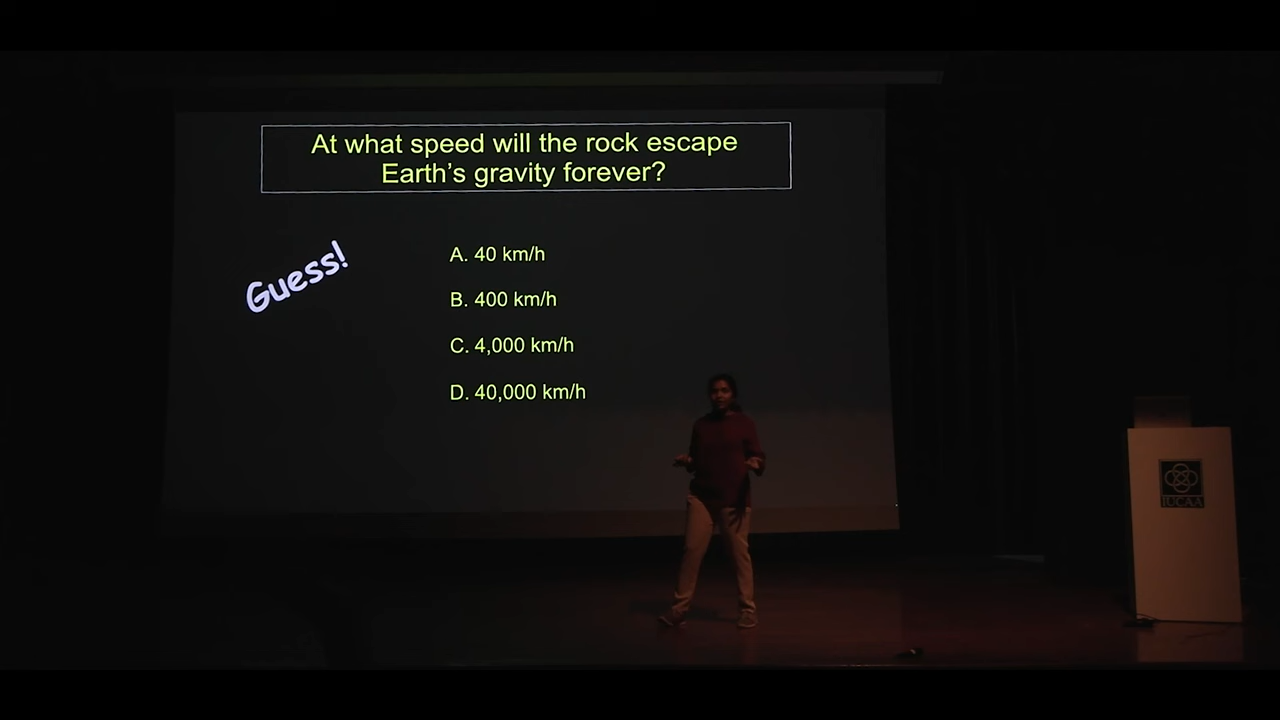 At what speed will the rock escape
Earth's gravity forever?
Guess!
A. 40 km/h
B. 400 km/h
C. 4,000 km/h
D. 40,000 km/h
IUCAA